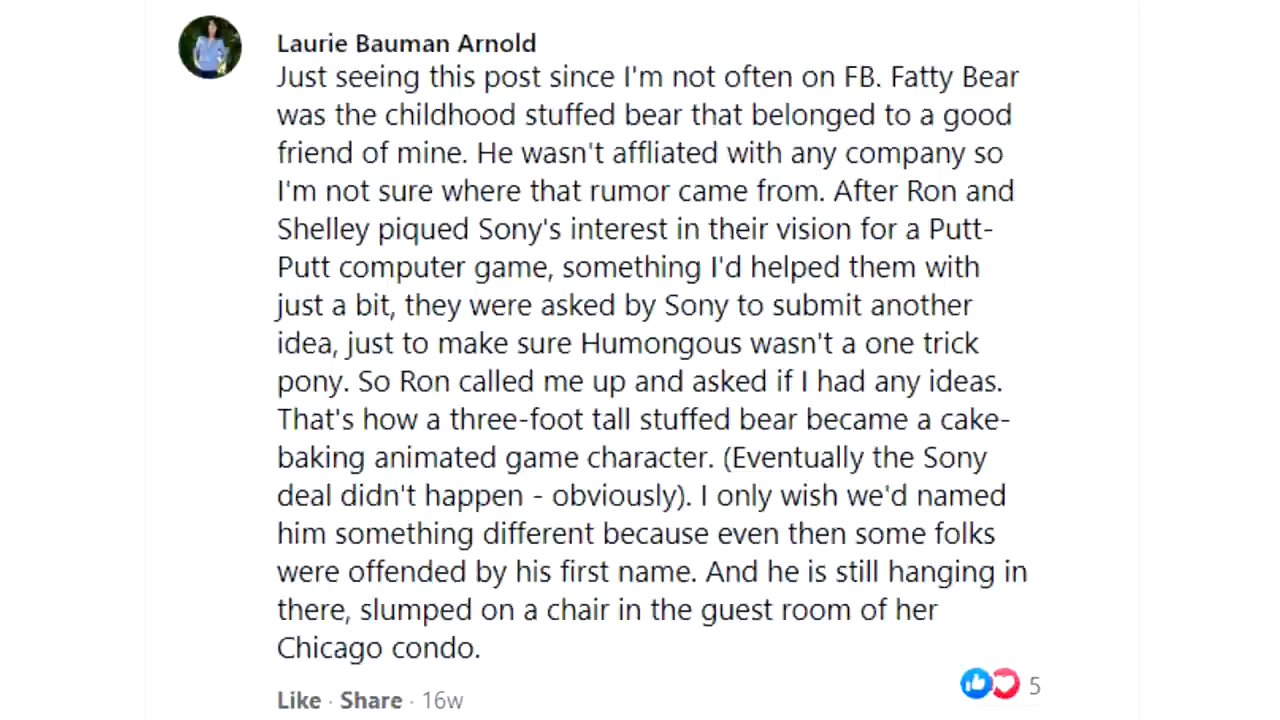 Laurie Bauman Arnold
Just seeing this post since I'm not often on FB. Fatty Bear
was the childhood stuffed bear that belonged to a good
friend of mine. He wasn't affliated with any company so
I'm not sure where that rumor came from. After Ron and
Shelley piqued Sony's interest in their vision for a Putt-
Putt computer game, something I'd helped them with
just a bit, they were asked by Sony to submit another
idea, just to make sure Humongous wasn't a one trick
pony. So Ron called me up and asked if I had any ideas.
That's how a three-foot tall stuffed bear became a cake-
baking animated game character. (Eventually the Sony
deal didn't happen - obviously). I only wish we'd named
him something different because even then some folks
were offended by his first name. And he is still hanging in
there, slumped on a chair in the guest room of her
Chicago condo.
Like · Share · 16w
5